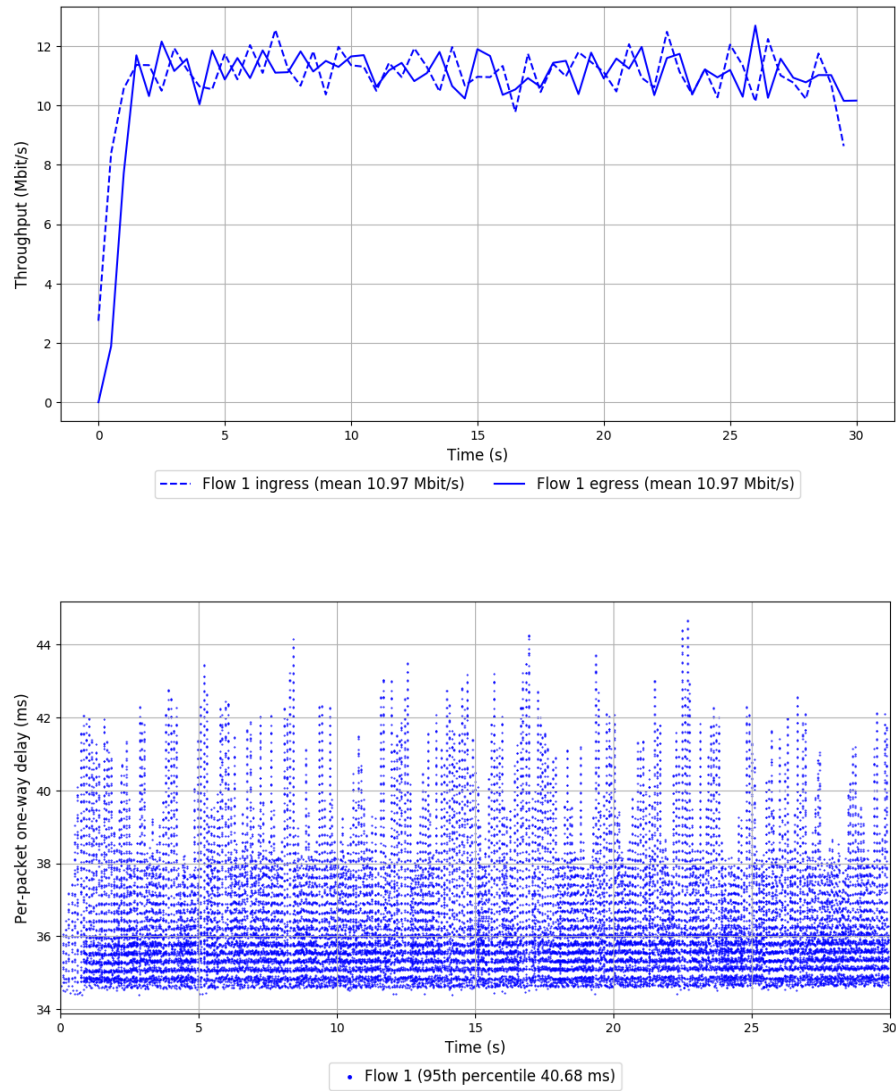 12
10
8
6
4
2
0
Throughput (Mbit/s)
0 5 10 15 20 25 30
Time (s)
Flow 1 ingress (mean 10.97 Mbit/s) Flow 1 egress (mean 10.97 Mbit/s)
44
42
40
38
36
34
Per-packet one-way delay (ms)
0 5 10 15 20 25 30
Time (s)
Flow 1 (95th percentile 40.68 ms)